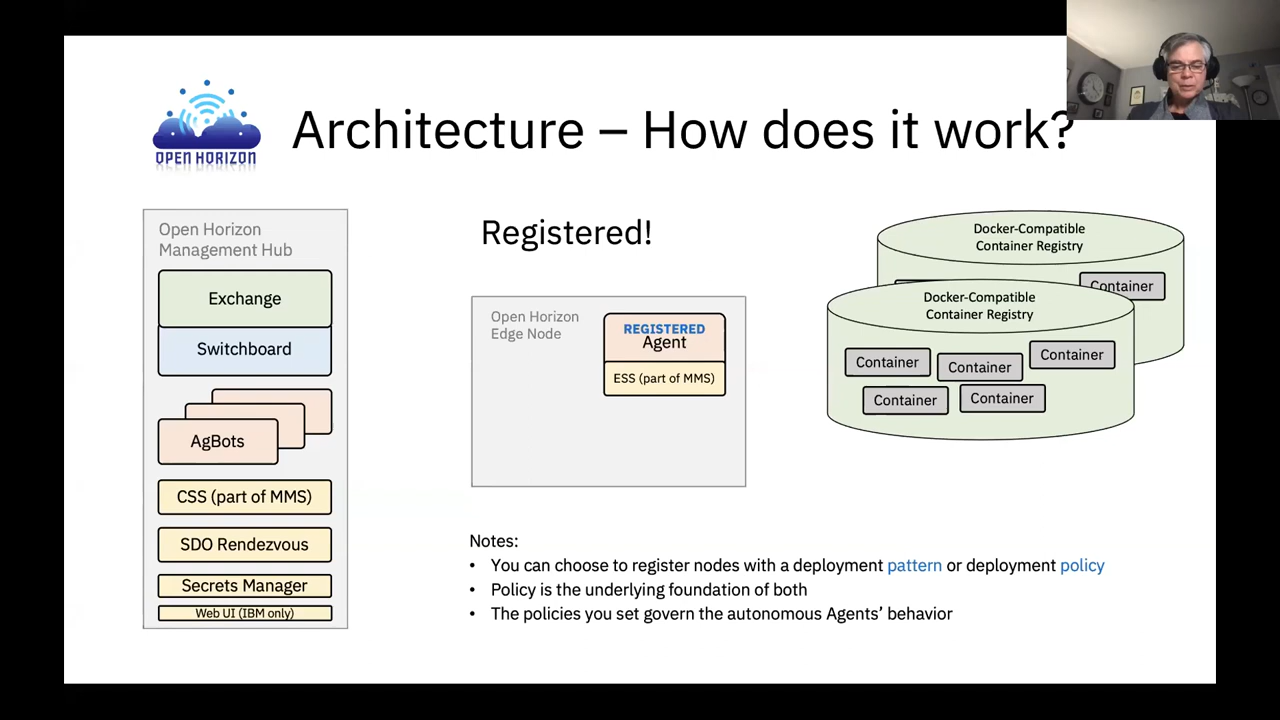 OPEN HORIZON
Architecture – How does it work?
Open Horizon
Management Hub
Exchange
Switchboard
AgBots
CSS (part of MMS)
SDO Rendezvous
Secrets Manager
Web UI (IBM only)
Registered!
Open Horizon
Edge Node
REGISTERED
Agent
ESS (part of MMS)
Docker-Compatible
Container Registry
Container
Docker-Compatible
Container Registry
Container
Container
Container
Container
Container
Notes:
• You can choose to register nodes with a deployment pattern or deployment policy
• Policy is the underlying foundation of both
• The policies you set govern the autonomous Agents’ behavior